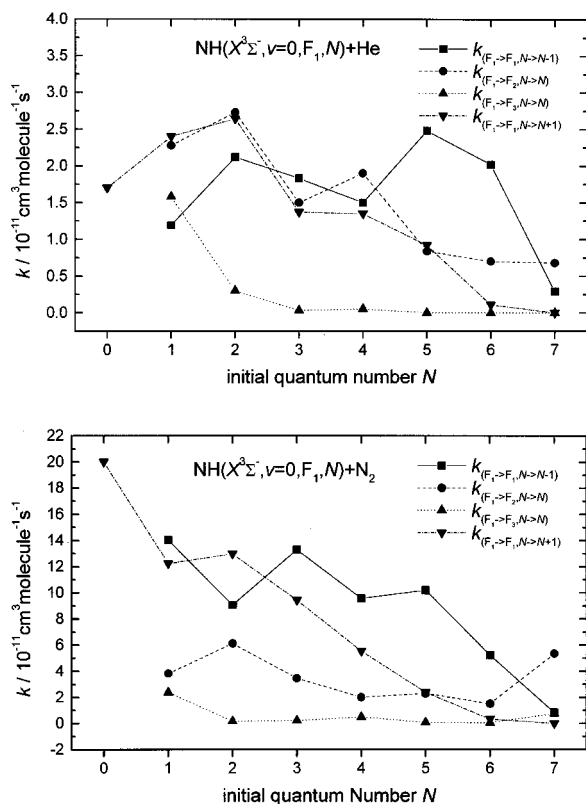 4.0
3.5
3.0
2.5
2.0
1.5
1.0
0.5
0.0
k / 10⁻¹¹cm³molecule⁻¹s⁻¹
NH(X³Σ⁻,v=0,F₁,N)+He
k(F₁->F₁,N->N-1)
k(F₁->F₂,N->N)
k(F₁->F₃,N->N)
k(F₁->F₁,N->N+1)
0 1 2 3 4 5 6 7
initial quantum number N
22
20
18
16
14
12
10
8
6
4
2
0
-2
k / 10⁻¹¹cm³molecule⁻¹s⁻¹
NH(X³Σ⁻,v=0,F₁,N)+N₂
k(F₁->F₁,N->N-1)
k(F₁->F₂,N->N)
k(F₁->F₃,N->N)
k(F₁->F₁,N->N+1)
0 1 2 3 4 5 6 7
initial Quantum Number N